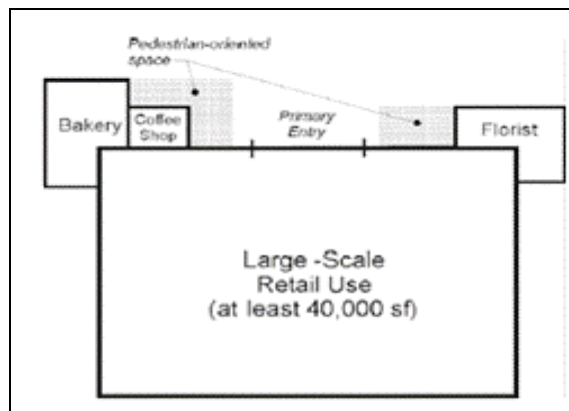 Pedestrian-oriented
space
Bakery
Coffee
Shop
Primary
Entry
Florist
Large -Scale
Retail Use
(at least 40,000 sf)